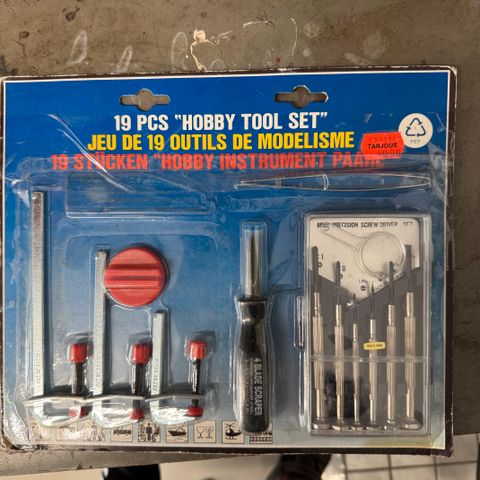 19 PCS "HOBBY TOOL SET"
JEU DE 19 OUTILS DE MODELISME
19 STÜCKEN "HOBBY INSTRUMENT PAAR"
TARJOUS
PET
PRECISION SCREW DRIVER SET
4 BLADE SCRAPER